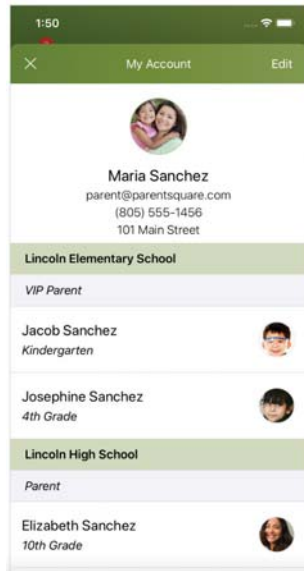 1:50
My Account
Edit
Maria Sanchez
parent@parentsquare.com
(805) 555-1456
101 Main Street
Lincoln Elementary School
VIP Parent
Jacob Sanchez
Kindergarten
Josephine Sanchez
4th Grade
Lincoln High School
Parent
Elizabeth Sanchez
10th Grade